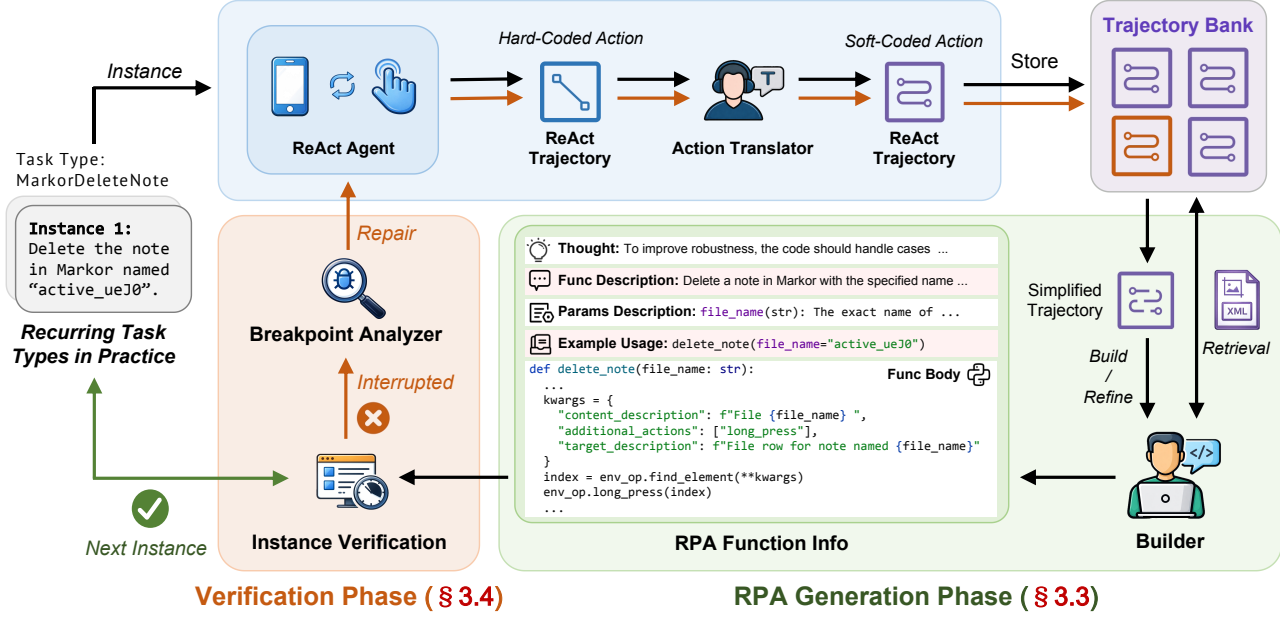 Instance
Task Type:
MarkorDeleteNote
Instance 1:
Delete the note
in Markor named
“active_ueJ0”.
Recurring Task
Types in Practice
Next Instance
ReAct Agent
Hard-Coded Action
ReAct
Trajectory
T
Action Translator
Soft-Coded Action
ReAct
Trajectory
Store
Trajectory Bank
Repair
Breakpoint Analyzer
Interrupted
Instance Verification
Thought: To improve robustness, the code should handle cases ...
Func Description: Delete a note in Markor with the specified name ...
Params Description: file_name(str): The exact name of ...
Example Usage: delete_note(file_name="active_ueJ0")
def delete_note(file_name: str):
Func Body
...
kwargs = {
"content_description": f"File {file_name} ",
"additional_actions": ["long_press"],
"target_description": f"File row for note named {file_name}"
}
index = env_op.find_element(**kwargs)
env_op.long_press(index)
...
RPA Function Info
Simplified
Trajectory
XML
Retrieval
Build
/
Refine
</>
Builder
Verification Phase ( § 3.4)
RPA Generation Phase ( § 3.3)